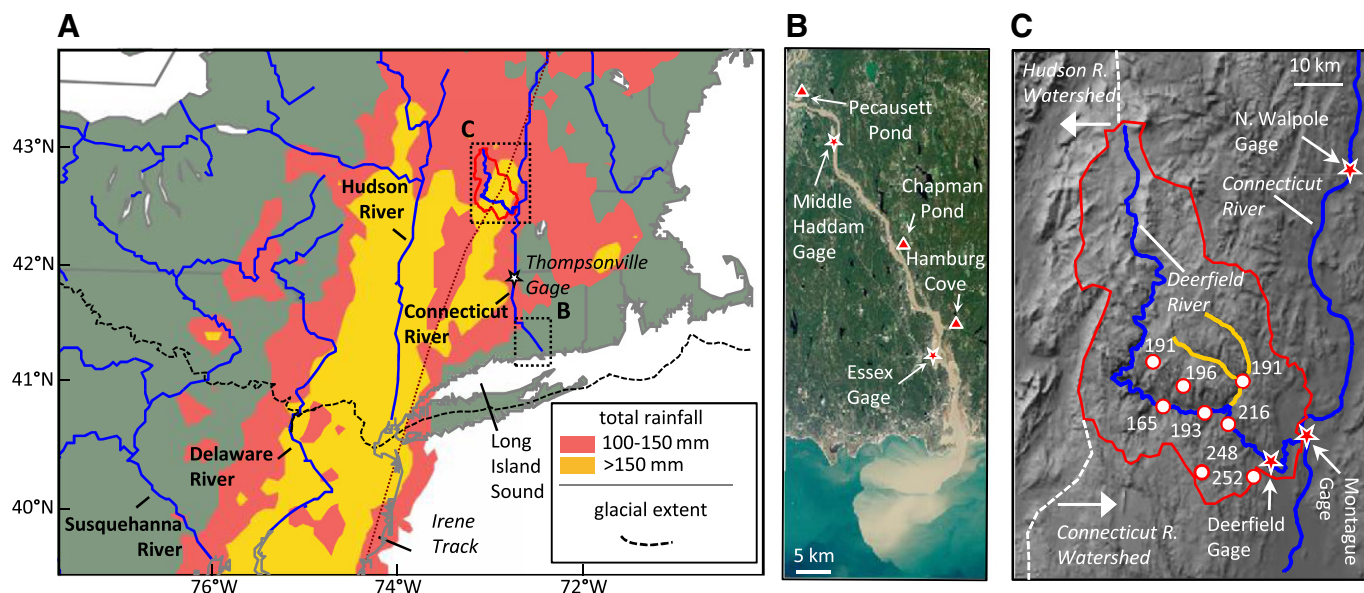 A
43°N
42°N
41°N
40°N
76°W
74°W
72°W
C
Hudson
River
Thompsonville
Gage
Connecticut
River
B
Delaware
River
Susquehanna
River
Long
Island
Sound
Irene
Track
total rainfall
100-150 mm
>150 mm
glacial extent
B
Pecausett
Pond
Middle
Haddam
Gage
Chapman
Pond
Hamburg
Cove
Essex
Gage
5 km
C
Hudson R.
Watershed
10 km
N. Walpole
Gage
Connecticut
River
Deerfield
River
191
196
191
165
193
216
248
252
Deerfield
Gage
Montague
Gage
Connecticut R.
Watershed